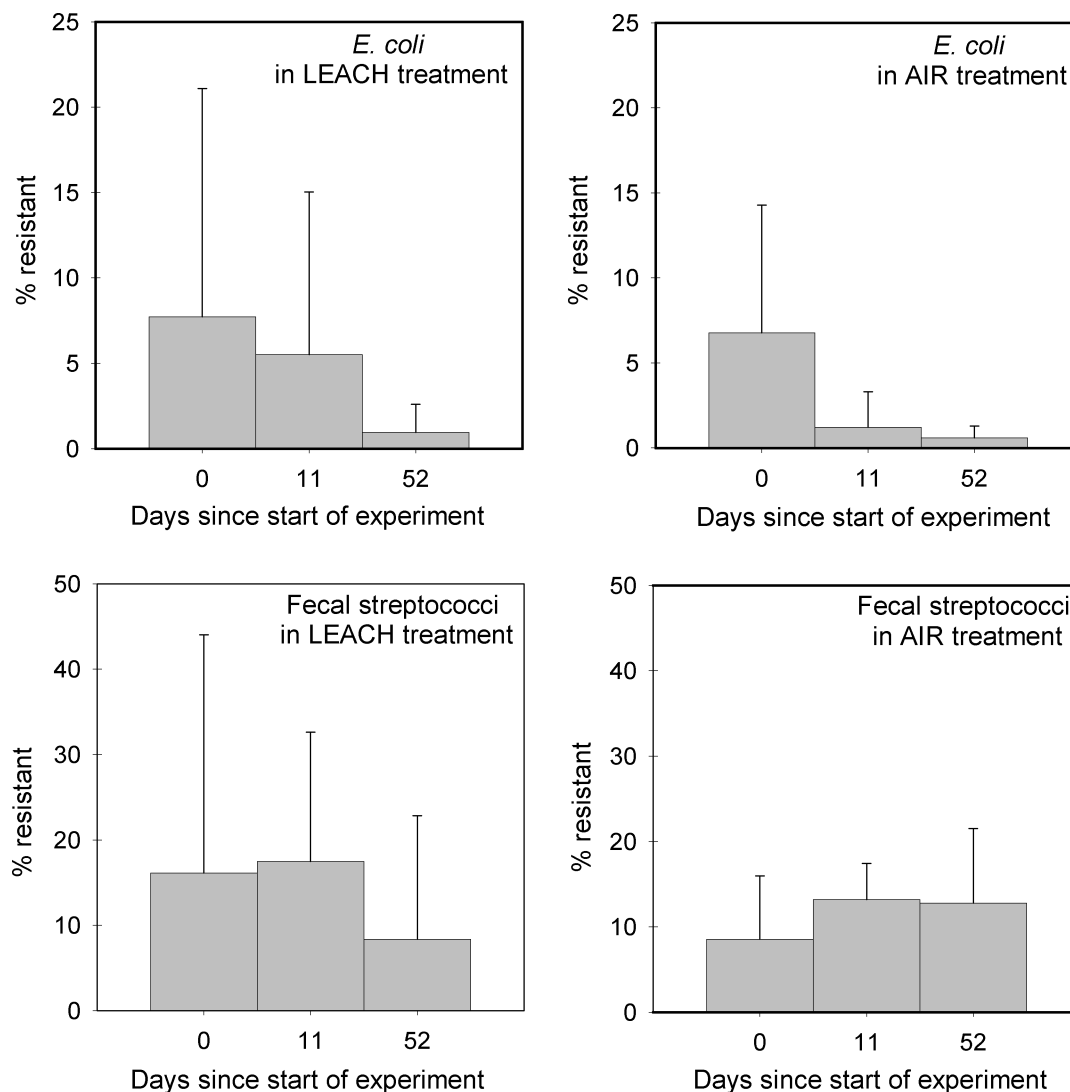 E. coli
in LEACH treatment
25
20
15
10
5
0
% resistant
0 11 52
Days since start of experiment
E. coli
in AIR treatment
25
20
15
10
5
0
% resistant
0 11 52
Days since start of experiment
Fecal streptococci
in LEACH treatment
50
40
30
20
10
0
% resistant
0 11 52
Days since start of experiment
Fecal streptococci
in AIR treatment
50
40
30
20
10
0
% resistant
0 11 52
Days since start of experiment